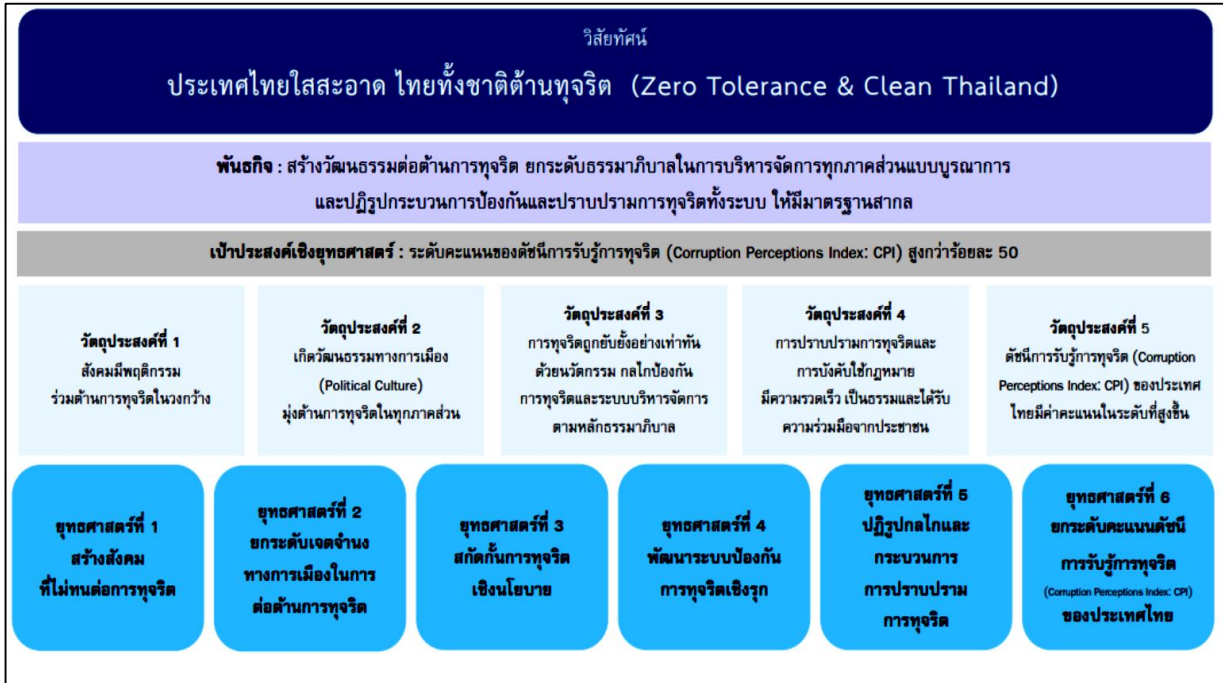 วิสัยทัศน์
ประเทศไทยใสสะอาด ไทยทั้งชาติต้านทุจริต (Zero Tolerance & Clean Thailand)
พันธกิจ : สร้างวัฒนธรรมต่อต้านการทุจริต ยกระดับธรรมาภิบาลในการบริหารจัดการทุกภาคส่วนแบบบูรณาการ
และปฏิรูปกระบวนการป้องกันและปราบปรามการทุจริตทั้งระบบ ให้มีมาตรฐานสากล
เป้าประสงค์เชิงยุทธศาสตร์ : ระดับคะแนนของดัชนีการรับรู้การทุจริต (Corruption Perceptions Index: CPI) สูงกว่าร้อยละ 50
วัตถุประสงค์ที่ 1
สังคมมีพฤติกรรม
ร่วมต้านการทุจริตในวงกว้าง
วัตถุประสงค์ที่ 2
เกิดวัฒนธรรมทางการเมือง
(Political Culture)
มุ่งต้านการทุจริตในทุกภาคส่วน
วัตถุประสงค์ที่ 3
การทุจริตถูกยับยั้งอย่างเท่าทัน
ด้วยนวัตกรรม กลไกป้องกัน
การทุจริตและระบบบริหารจัดการ
ตามหลักธรรมาภิบาล
วัตถุประสงค์ที่ 4
การปราบปรามการทุจริตและ
การบังคับใช้กฎหมาย
มีความรวดเร็ว เป็นธรรมและได้รับ
ความร่วมมือจากประชาชน
วัตถุประสงค์ที่ 5
ดัชนีการรับรู้การทุจริต (Corruption
Perceptions Index: CPI) ของประเทศ
ไทยมีค่าคะแนนในระดับที่สูงขึ้น
ยุทธศาสตร์ที่ 1
สร้างสังคม
ที่ไม่ทนต่อการทุจริต
ยุทธศาสตร์ที่ 2
ยกระดับเจตจำนง
ทางการเมืองในการ
ต่อต้านการทุจริต
ยุทธศาสตร์ที่ 3
สกัดกั้นการทุจริต
เชิงนโยบาย
ยุทธศาสตร์ที่ 4
พัฒนาระบบป้องกัน
การทุจริตเชิงรุก
ยุทธศาสตร์ที่ 5
ปฏิรูปกลไกและ
กระบวนการ
การปราบปราม
การทุจริต
ยุทธศาสตร์ที่ 6
ยกระดับคะแนนดัชนี
การรับรู้การทุจริต
(Corruption Perceptions Index: CPI)
ของประเทศไทย